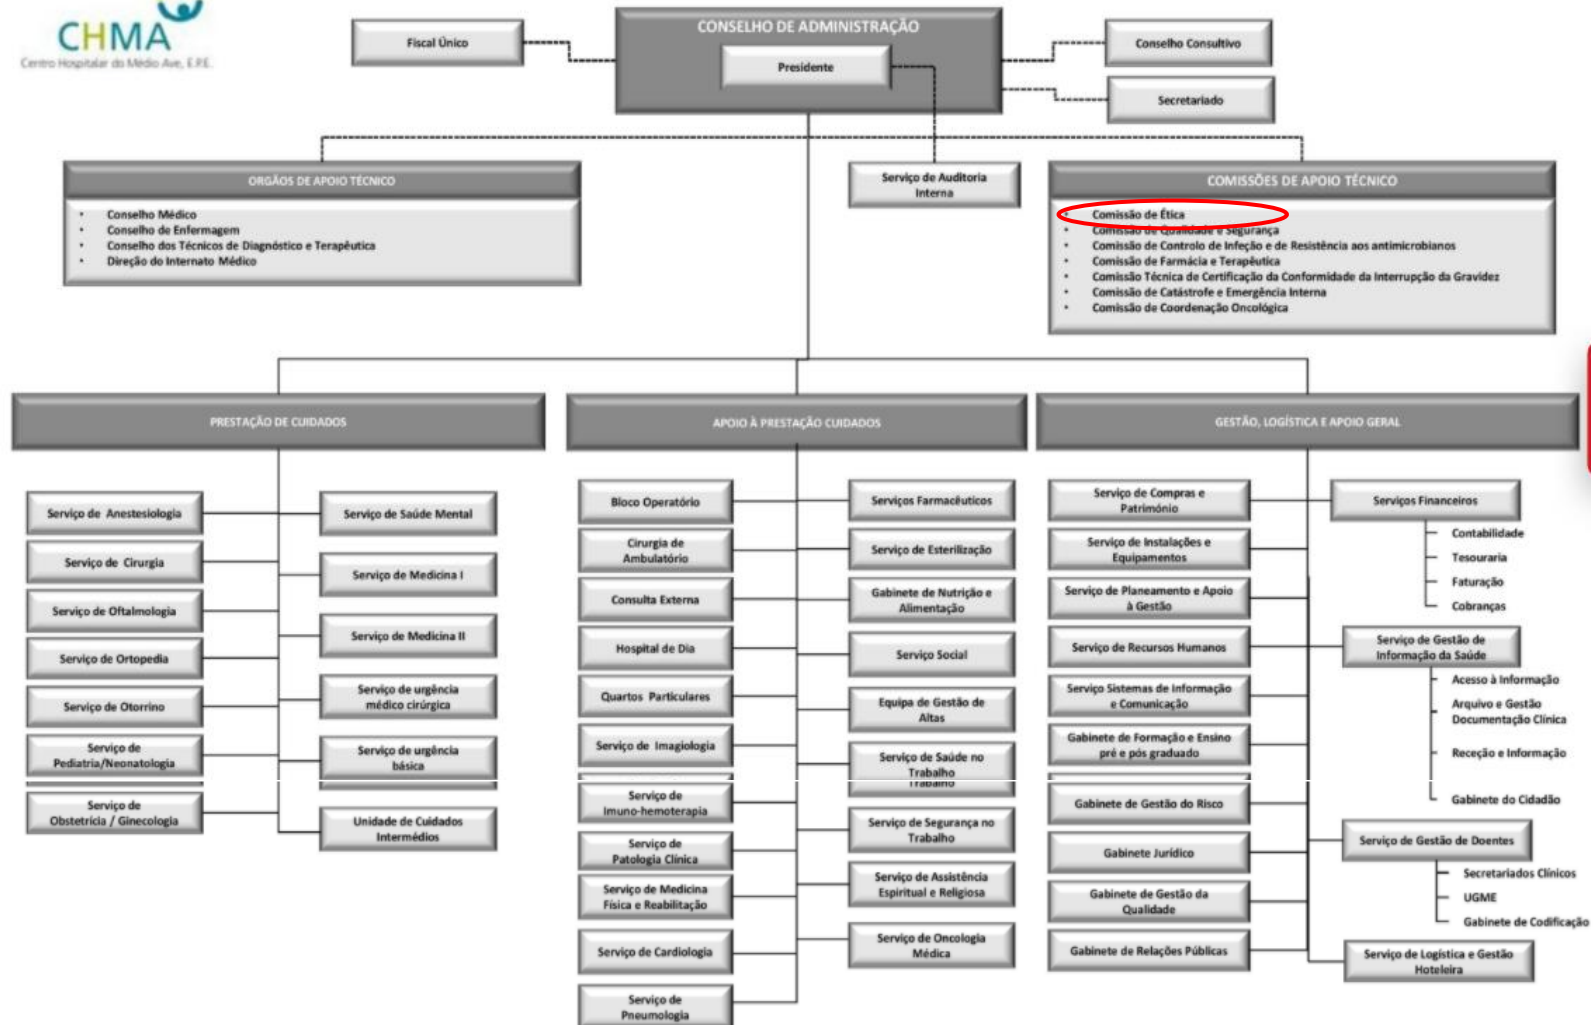 CHMA
Centro Hospitalar do Médio Ave, E.P.E.
Fiscal Único
CONSELHO DE ADMINISTRAÇÃO
Presidente
Conselho Consultivo
Secretariado
ORGÃOS DE APOIO TÉCNICO
• Conselho Médico
• Conselho de Enfermagem
• Conselho dos Técnicos de Diagnóstico e Terapêutica
• Direção do Internato Médico
Serviço de Auditoria
Interna
COMISSÕES DE APOIO TÉCNICO
• Comissão de Ética
• Comissão de Qualidade e Segurança
• Comissão de Controlo de Infeção e de Resistência aos antimicrobianos
• Comissão de Farmácia e Terapêutica
• Comissão Técnica de Certificação da Conformidade da Interrupção da Gravidez
• Comissão de Catástrofe e Emergência Interna
• Comissão de Coordenação Oncológica
PRESTAÇÃO DE CUIDADOS
Serviço de Anestesiologia
Serviço de Cirurgia
Serviço de Oftalmologia
Serviço de Ortopedia
Serviço de Otorrino
Serviço de
Pediatria/Neonatologia
Serviço de
Obstetrícia / Ginecologia
Serviço de Saúde Mental
Serviço de Medicina I
Serviço de Medicina II
Serviço de urgência
médico cirúrgica
Serviço de urgência
básica
Unidade de Cuidados
Intermédios
APOIO À PRESTAÇÃO CUIDADOS
Bloco Operatório
Cirurgia de
Ambulatório
Consulta Externa
Hospital de Dia
Quartos Particulares
Serviço de Imagiologia
Serviço de
Imuno-hemoterapia
Serviço de
Patologia Clínica
Serviço de Medicina
Física e Reabilitação
Serviço de Cardiologia
Serviço de
Pneumologia
Serviços Farmacêuticos
Serviço de Esterilização
Gabinete de Nutrição e
Alimentação
Serviço Social
Equipa de Gestão de
Altas
Serviço de Saúde no
Trabalho
Trabalho
Serviço de Segurança no
Trabalho
Serviço de Assistência
Espiritual e Religiosa
Serviço de Oncologia
Médica
GESTÃO, LOGÍSTICA E APOIO GERAL
Serviço de Compras e
Património
Serviço de Instalações e
Equipamentos
Serviço de Planeamento e Apoio
à Gestão
Serviço de Recursos Humanos
Serviço Sistemas de Informação
e Comunicação
Gabinete de Formação e Ensino
pré e pós graduado
Gabinete de Gestão do Risco
Gabinete Jurídico
Gabinete de Gestão da
Qualidade
Gabinete de Relações Públicas
Serviços Financeiros
Contabilidade
Tesouraria
Faturação
Cobranças
Serviço de Gestão de
Informação da Saúde
Acesso à Informação
Arquivo e Gestão
Documentação Clínica
Receção e Informação
Gabinete do Cidadão
Serviço de Gestão de Doentes
Secretariados Clínicos
UGME
Gabinete de Codificação
Serviço de Logística e Gestão
Hoteleira